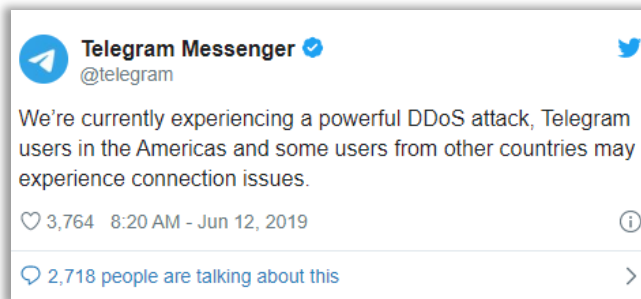 Telegram Messenger
@telegram
We’re currently experiencing a powerful DDoS attack, Telegram
users in the Americas and some users from other countries may
experience connection issues.
3,764 8:20 AM - Jun 12, 2019
2,718 people are talking about this